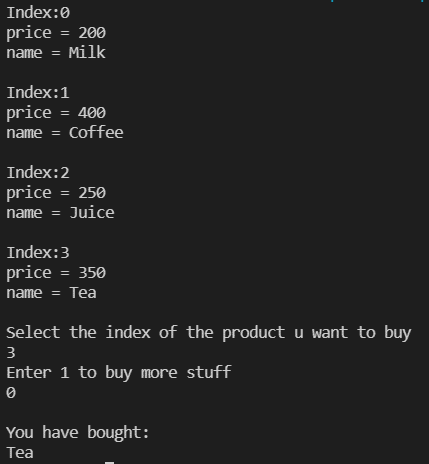 Index:0
price = 200
name = Milk
Index:1
price = 400
name = Coffee
Index:2
price = 250
name = Juice
Index:3
price = 350
name = Tea
Select the index of the product u want to buy
3
Enter 1 to buy more stuff
0
You have bought:
Tea